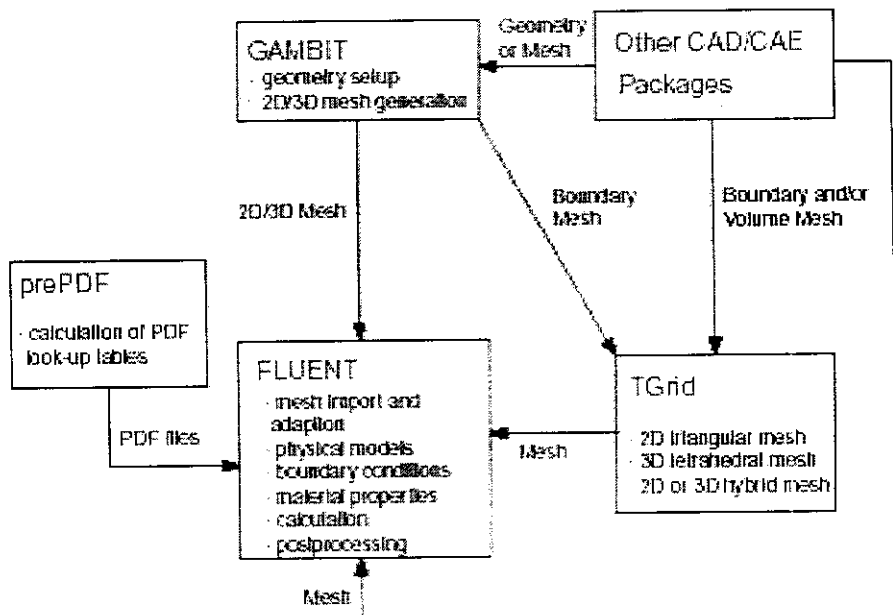 GAMBIT
· geometry setup
· 2D/3D mesh generation
Geometry
or Mesh
Other CAD/CAE
Packages
2D/3D Mesh
Boundary
Mesh
Boundary and/or
Volume Mesh
prePDF
· calculation of PDF
look-up tables
PDF files
FLUENT
· mesh import and
adaption
· physical models
· boundary conditions
· material properties
· calculation
· postprocessing
Mesh
TGrid
· 2D triangular mesh
· 3D tetrahedral mesh
· 2D or 3D hybrid mesh
Mesh